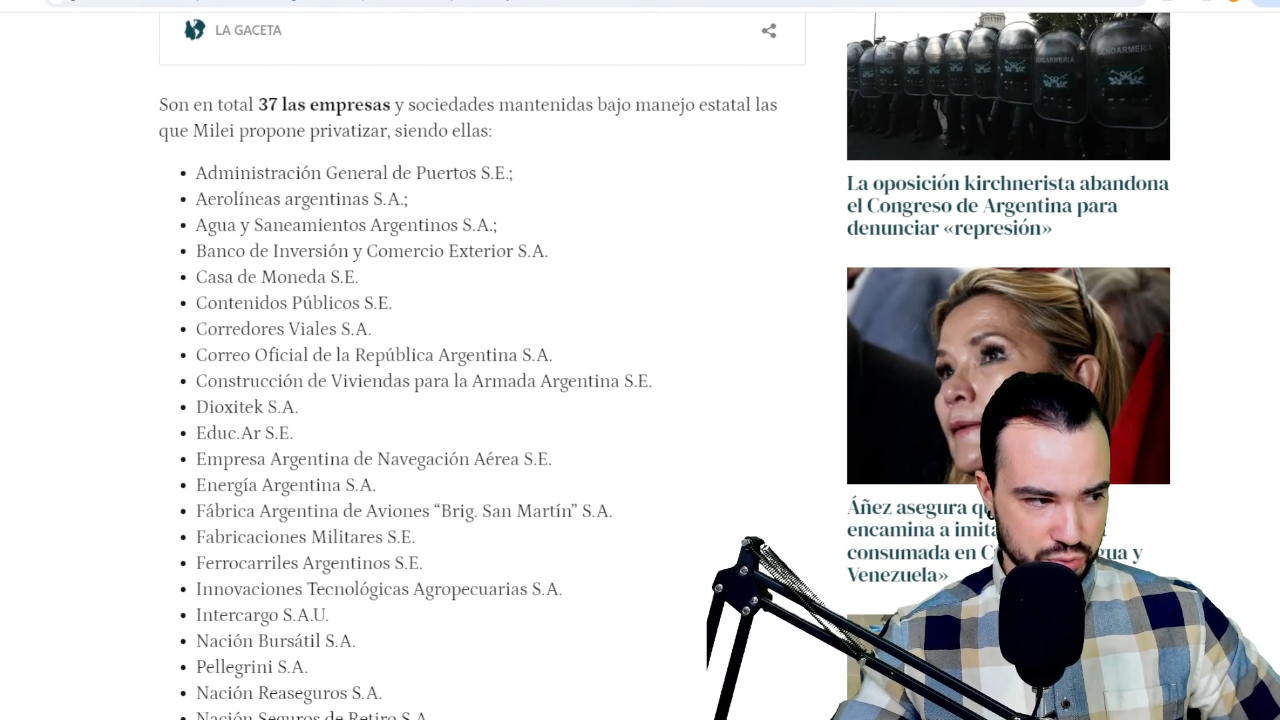 LA GACETA
Son en total 37 las empresas y sociedades mantenidas bajo manejo estatal las
que Milei propone privatizar, siendo ellas:
• Administración General de Puertos S.E.;
• Aerolíneas argentinas S.A.;
• Agua y Saneamientos Argentinos S.A.;
• Banco de Inversión y Comercio Exterior S.A.
• Casa de Moneda S.E.
• Contenidos Públicos S.E.
• Corredores Viales S.A.
• Correo Oficial de la República Argentina S.A.
• Construcción de Viviendas para la Armada Argentina S.E.
• Dioxitek S.A.
• Educ.Ar S.E.
• Empresa Argentina de Navegación Aérea S.E.
• Energía Argentina S.A.
• Fábrica Argentina de Aviones “Brig. San Martín” S.A.
• Fabricaciones Militares S.E.
• Ferrocarriles Argentinos S.E.
• Innovaciones Tecnológicas Agropecuarias S.A.
• Intercargo S.A.U.
• Nación Bursátil S.A.
• Pellegrini S.A.
• Nación Reaseguros S.A.
Nación Seguros de Retiro S.A.
GENDARMERIA
GENDARMERIA
La oposición kirchnerista abandona
el Congreso de Argentina para
denunciar «represión»
Áñez asegura
encamina a
consumada en y
Venezuela»